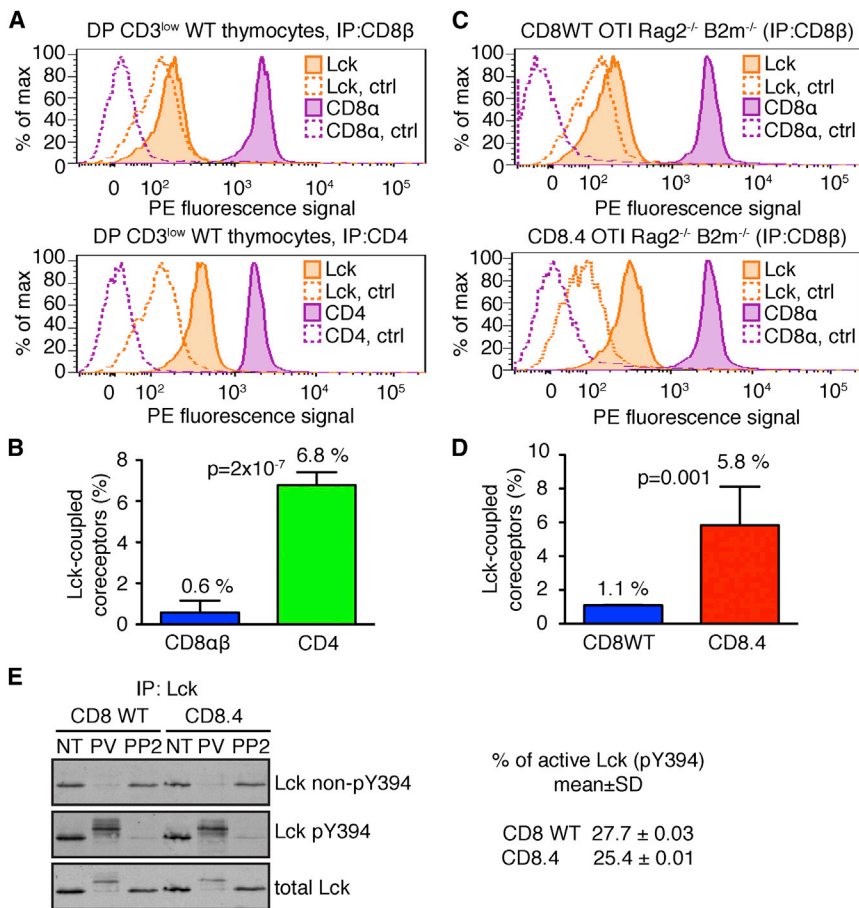 A
DP CD3low WT thymocytes, IP:CD8β
% of max
100
80
60
40
20
0
Lck
Lck, ctrl
CD8α
CD8α, ctrl
0 10² 10³ 10⁴ 10⁵
PE fluorescence signal
DP CD3low WT thymocytes, IP:CD4
% of max
100
80
60
40
20
0
Lck
Lck, ctrl
CD4
CD4, ctrl
0 10² 10³ 10⁴ 10⁵
PE fluorescence signal
C
CD8WT OTI Rag2-/- B2m-/- (IP:CD8β)
% of max
100
80
60
40
20
0
Lck
Lck, ctrl
CD8α
CD8α, ctrl
0 10² 10³ 10⁴ 10⁵
PE fluorescence signal
CD8.4 OTI Rag2-/- B2m-/- (IP:CD8β)
% of max
100
80
60
40
20
0
Lck
Lck, ctrl
CD8α
CD8α, ctrl
0 10² 10³ 10⁴ 10⁵
PE fluorescence signal
B
Lck-coupled
coreceptors (%)
8
6
4
2
0
p=2x10-7
6.8 %
0.6 %
CD8αβ CD4
D
Lck-coupled
coreceptors (%)
10
8
6
4
2
0
p=0.001
5.8 %
1.1 %
CD8WT CD8.4
E
IP: Lck
CD8 WT CD8.4
NT PV PP2 NT PV PP2
Lck non-pY394
Lck pY394
total Lck
% of active Lck (pY394)
mean±SD
CD8 WT 27.7 ± 0.03
CD8.4 25.4 ± 0.01